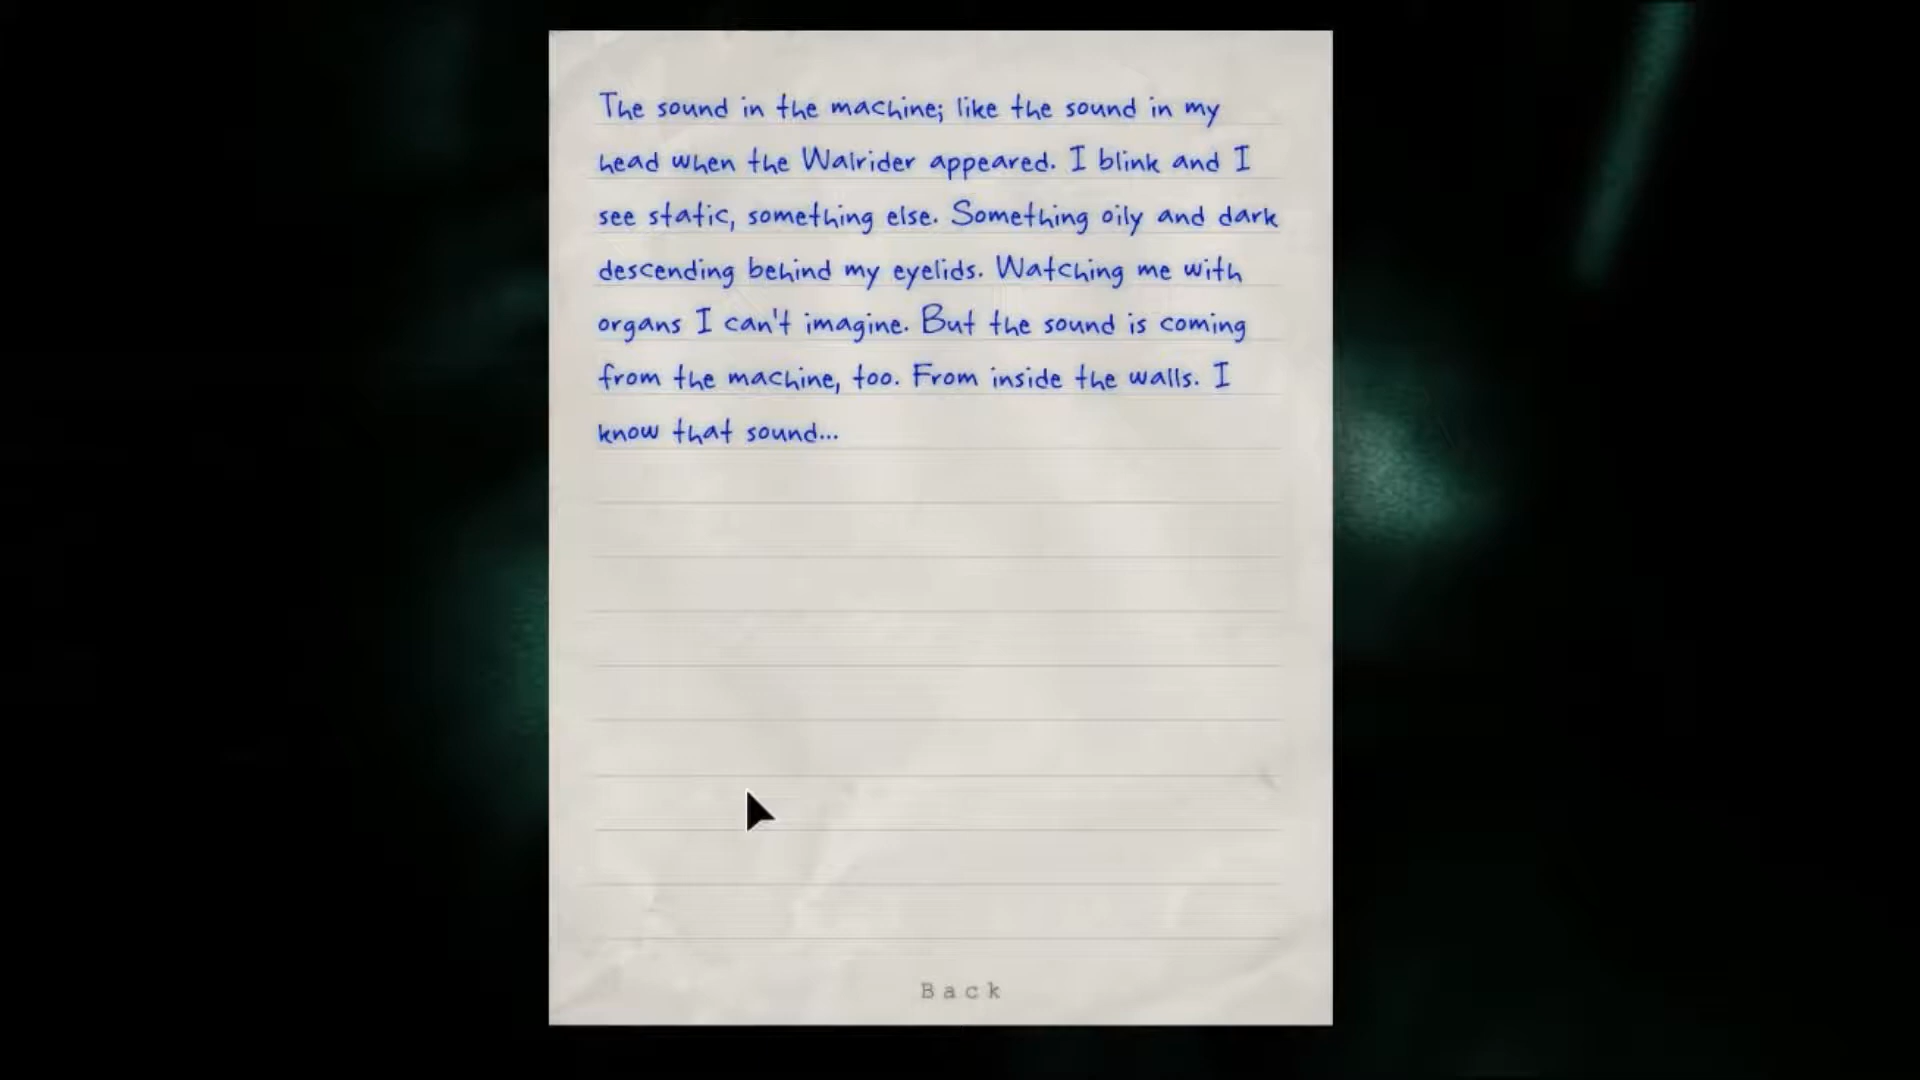 The sound in the machine; like the sound in my
head when the Walrider appeared. I blink and I
see static, something else. Something oily and dark
descending behind my eyelids. Watching me with
organs I can't imagine. But the sound is coming
from the machine, too. From inside the walls. I
know that sound...
Back